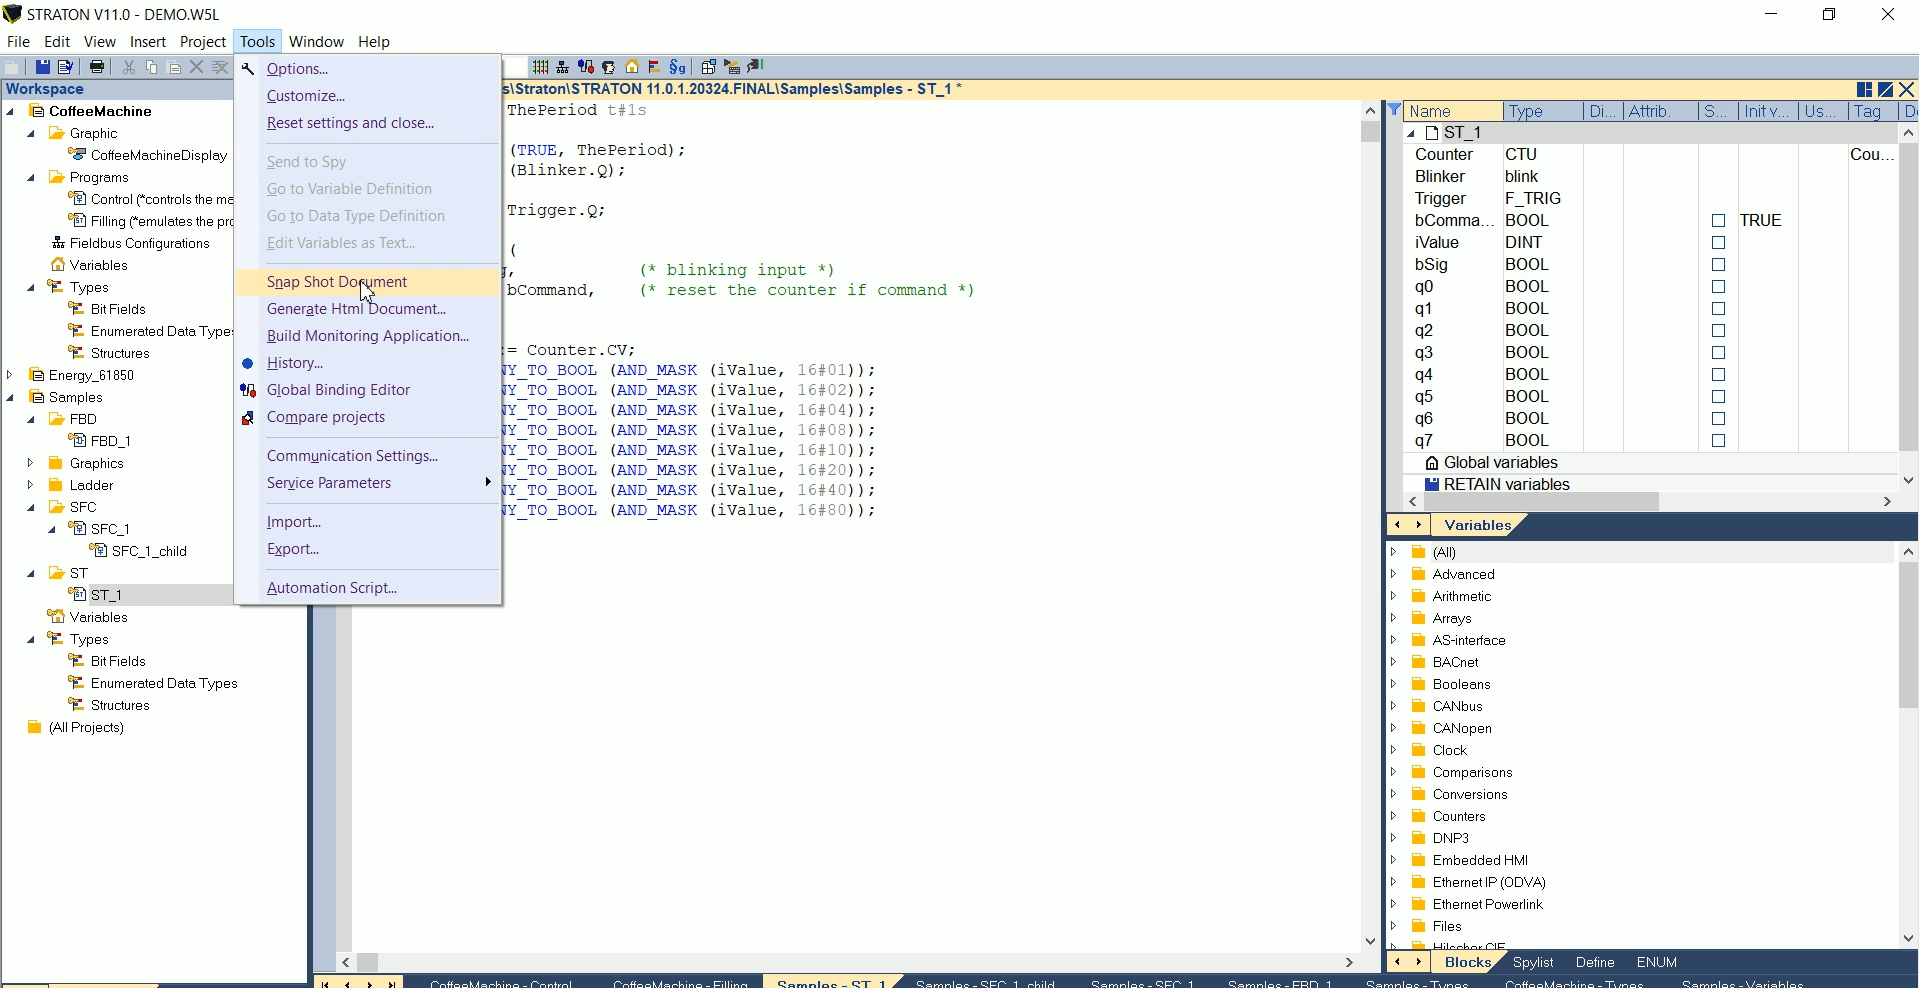 STRATON V11.0 - DEMO.W5L
File Edit View Insert Project Tools Window Help
Workspace
CoffeeMachine
Graphic
CoffeeMachineDisplay
Programs
Control (*controls the ma
Filling (*emulates the pro
Fieldbus Configurations
Variables
Types
Bit Fields
Enumerated Data Types
Structures
Energy_61850
Samples
FBD
FBD_1
Graphics
Ladder
SFC
SFC_1
SFC_1_child
ST
ST_1
Variables
Types
Bit Fields
Enumerated Data Types
Structures
(All Projects)
Options...
Customize...
Reset settings and close...
Send to Spy
Go to Variable Definition
Go to Data Type Definition
Edit Variables as Text...
Snap Shot Document
Generate Html Document...
Build Monitoring Application...
History...
Global Binding Editor
Compare projects
Communication Settings...
Service Parameters
Import...
Export...
Automation Script...
s\Straton\STRATON 11.0.1.20324.FINAL\Samples\Samples - ST_1 *
ThePeriod t#1s
(TRUE, ThePeriod);
(Blinker.Q);
Trigger.Q;
(
g, (* blinking input *)
bCommand, (* reset the counter if command *)
:= Counter.CV;
NY_TO_BOOL (AND_MASK (iValue, 16#01));
NY_TO_BOOL (AND_MASK (iValue, 16#02));
NY_TO_BOOL (AND_MASK (iValue, 16#04));
NY_TO_BOOL (AND_MASK (iValue, 16#08));
NY_TO_BOOL (AND_MASK (iValue, 16#10));
NY_TO_BOOL (AND_MASK (iValue, 16#20));
NY_TO_BOOL (AND_MASK (iValue, 16#40));
NY_TO_BOOL (AND_MASK (iValue, 16#80));
Name Type Di... Attrib. S... Init v... Us... Tag D
ST_1
Counter CTU Cou...
Blinker blink
Trigger F_TRIG
bComma... BOOL TRUE
iValue DINT
bSig BOOL
q0 BOOL
q1 BOOL
q2 BOOL
q3 BOOL
q4 BOOL
q5 BOOL
q6 BOOL
q7 BOOL
Global variables
RETAIN variables
Variables
(All)
Advanced
Arithmetic
Arrays
AS-interface
BACnet
Booleans
CANbus
CANopen
Clock
Comparisons
Conversions
Counters
DNP3
Embedded HMI
Ethernet IP (ODVA)
Ethernet Powerlink
Files
Hilscher CIF
Blocks Spylist Define ENUM
CoffeeMachine - Control CoffeeMachine - Filling Samples - ST_1 Samples - SFC_1_child Samples - SFC_1 Samples - FBD_1 Samples - Types CoffeeMachine - Types Samples - Variables